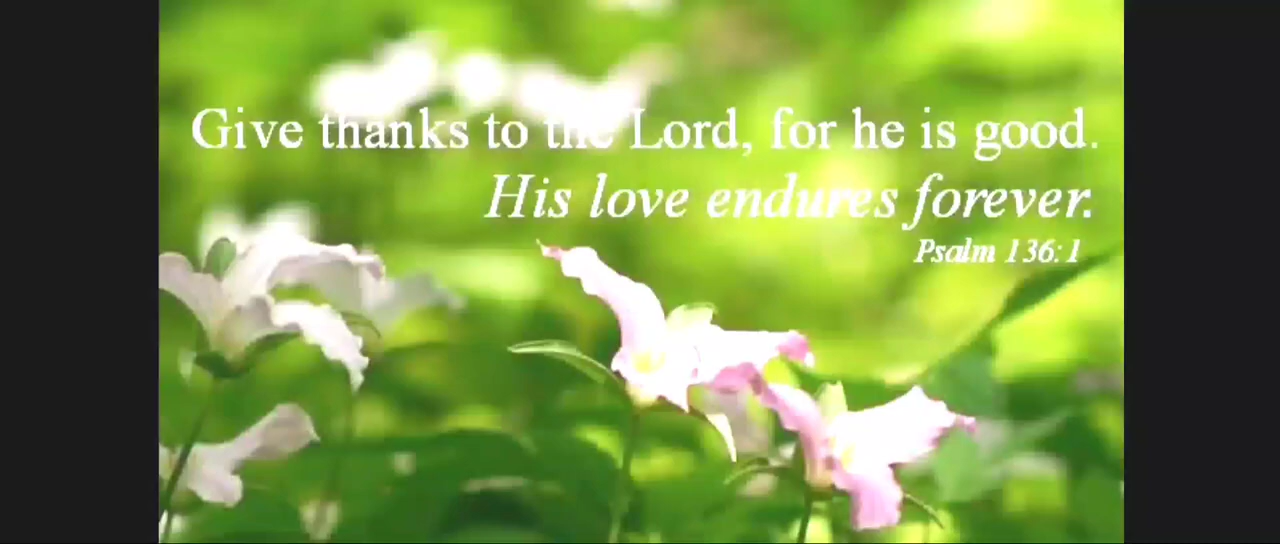 Give thanks to the Lord, for he is good.
His love endures forever.
Psalm 136:1